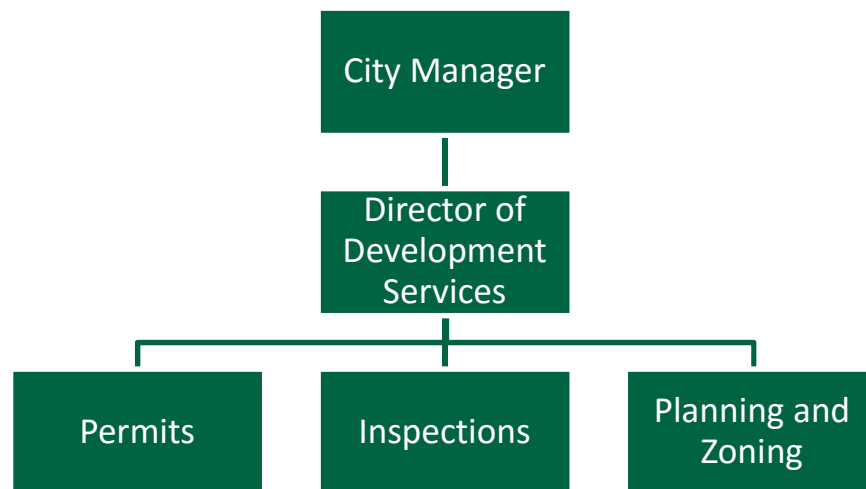 City Manager
Director of
Development
Services
Permits
Inspections
Planning and
Zoning